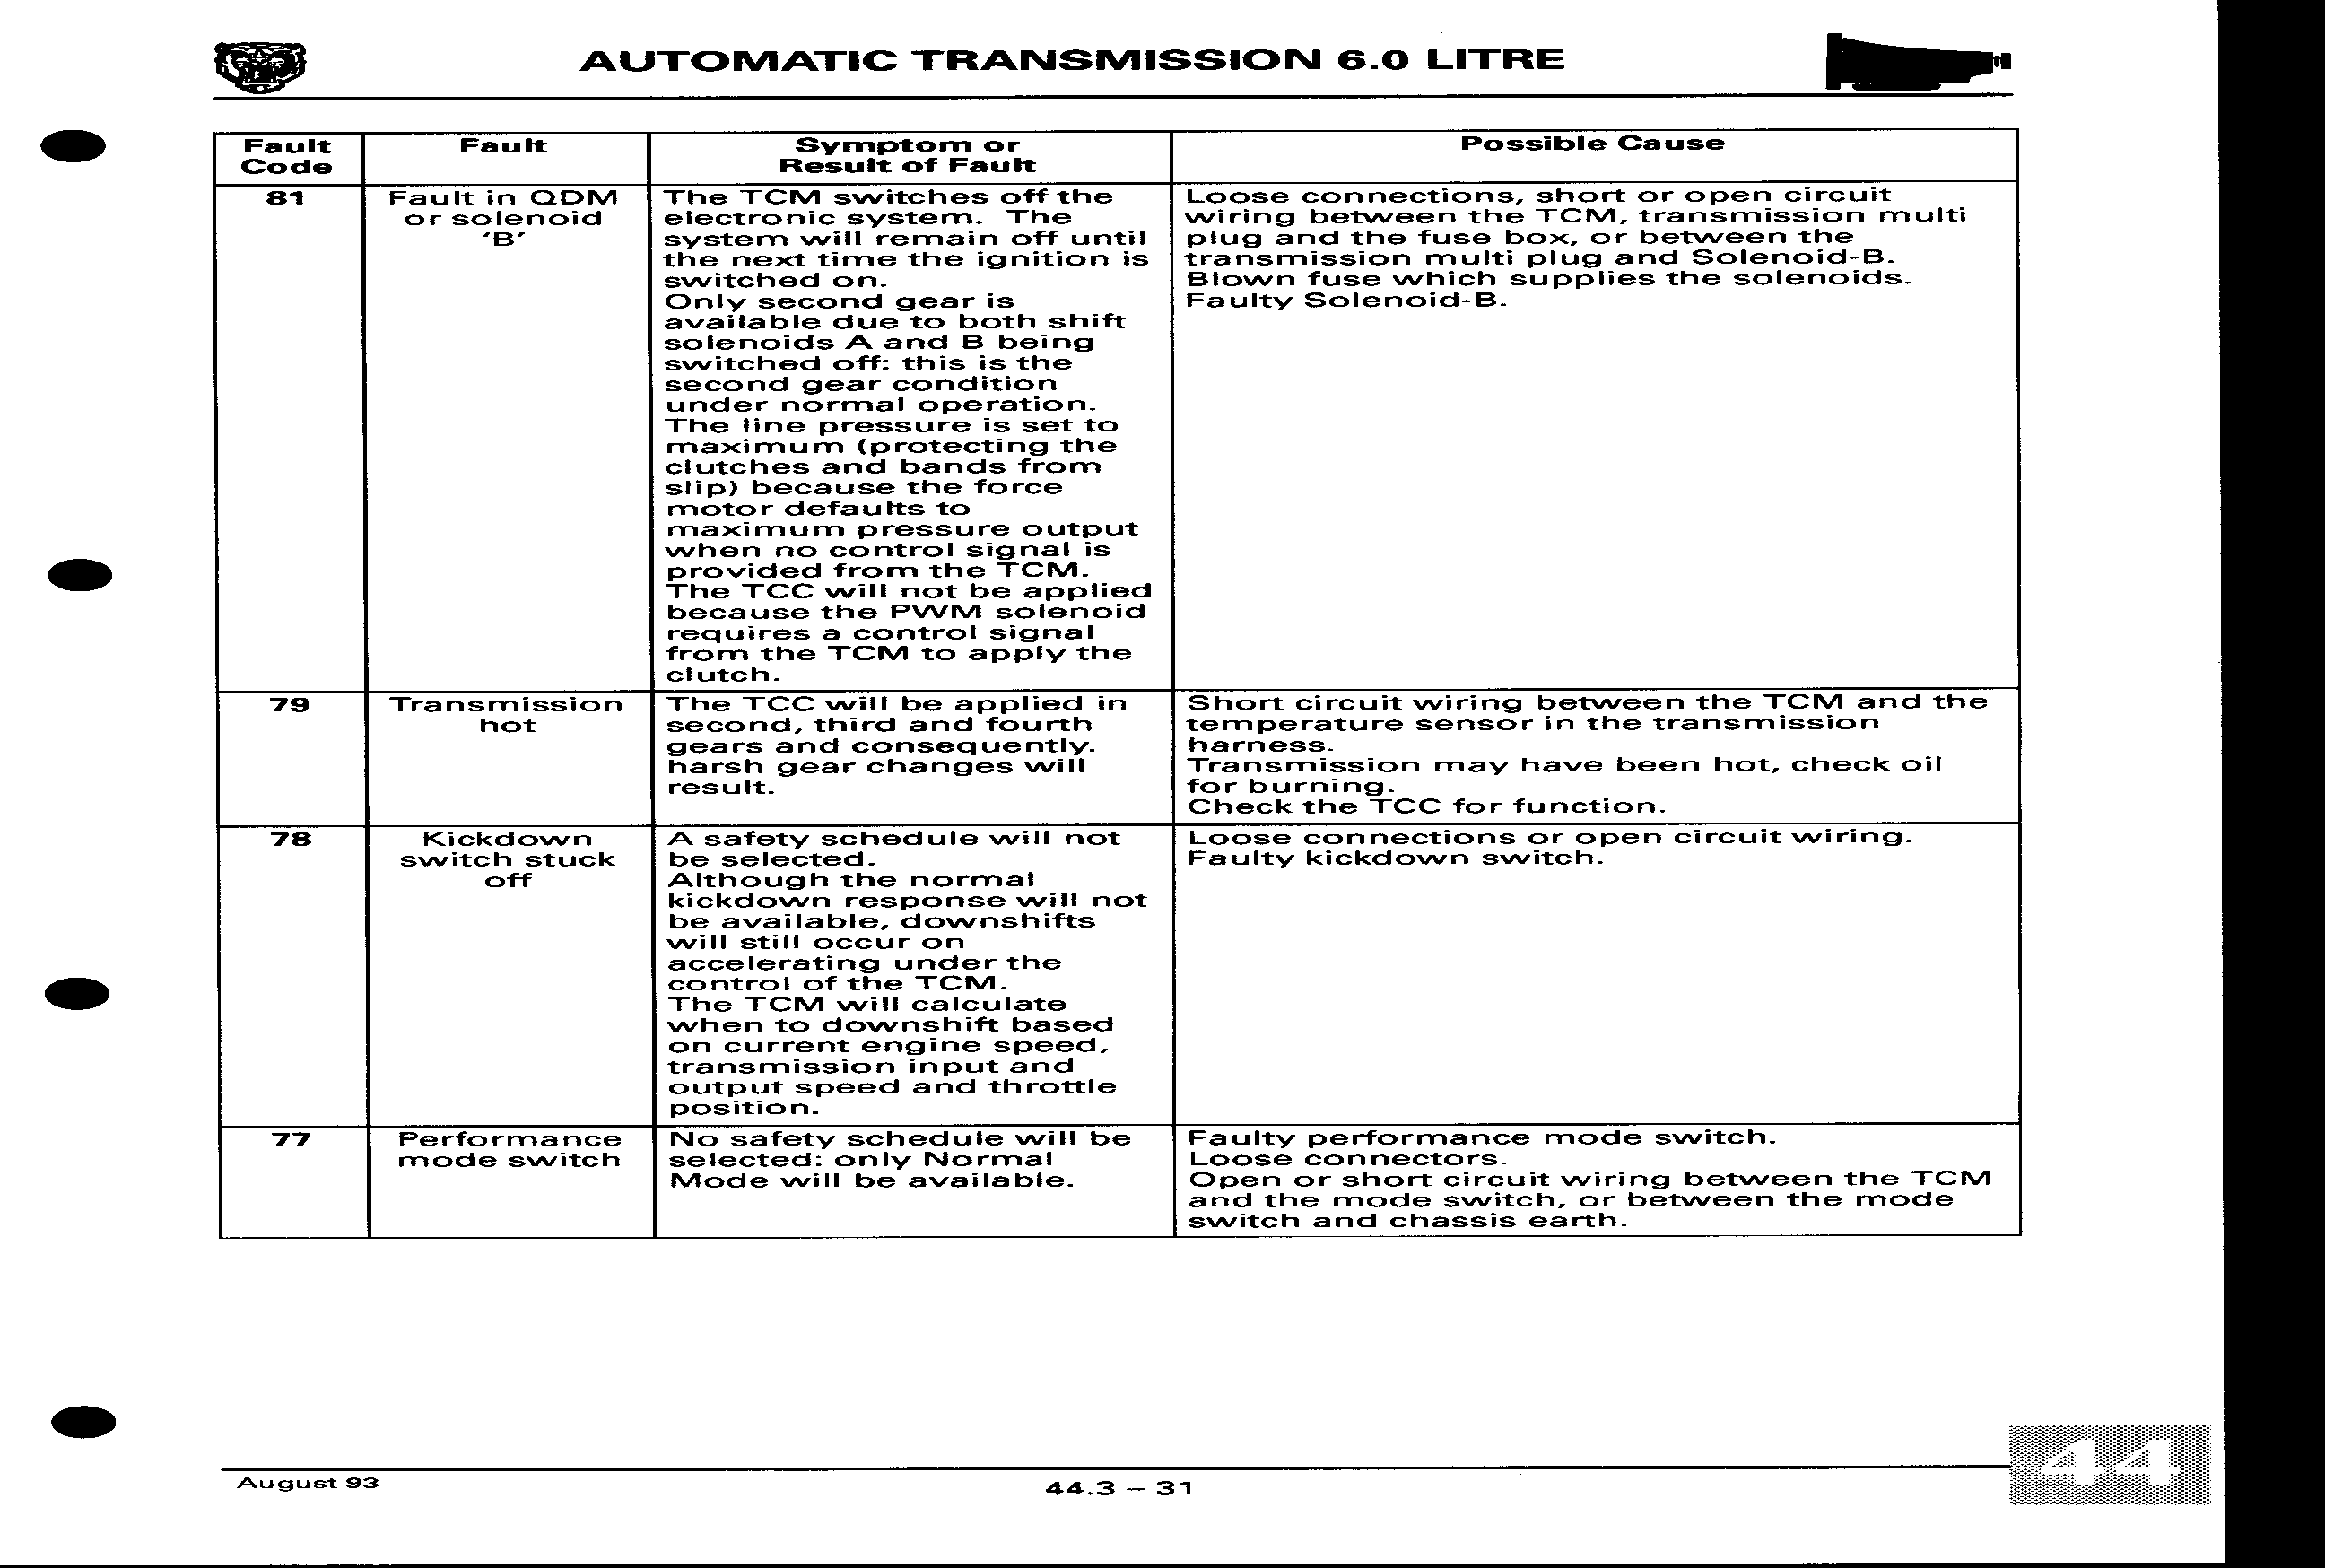 AUTOMATIC TRANSMISSION 6.0 LITRE
Fault
Code
Fault
Symptom or
Result of Fault
Possible Cause
81
Fault in QDM
or solenoid
‘B’
The TCM switches off the
electronic system. The
system will remain off until
the next time the ignition is
switched on.
Only second gear is
available due to both shift
solenoids A and B being
switched off: this is the
second gear condition
under normal operation.
The line pressure is set to
maximum (protecting the
clutches and bands from
slip) because the force
motor defaults to
maximum pressure output
when no control signal is
provided from the TCM.
The TCC will not be applied
because the PWM solenoid
requires a control signal
from the TCM to apply the
clutch.
Loose connections, short or open circuit
wiring between the TCM, transmission multi
plug and the fuse box, or between the
transmission multi plug and Solenoid-B.
Blown fuse which supplies the solenoids.
Faulty Solenoid-B.
79
Transmission
hot
The TCC will be applied in
second, third and fourth
gears and consequently.
harsh gear changes will
result.
Short circuit wiring between the TCM and the
temperature sensor in the transmission
harness.
Transmission may have been hot, check oil
for burning.
Check the TCC for function.
78
Kickdown
switch stuck
off
A safety schedule will not
be selected.
Although the normal
kickdown response will not
be available, downshifts
will still occur on
accelerating under the
control of the TCM.
The TCM will calculate
when to downshift based
on current engine speed,
transmission input and
output speed and throttle
position.
Loose connections or open circuit wiring.
Faulty kickdown switch.
77
Performance
mode switch
No safety schedule will be
selected: only Normal
Mode will be available.
Faulty performance mode switch.
Loose connectors.
Open or short circuit wiring between the TCM
and the mode switch, or between the mode
switch and chassis earth.
44
August 93
44.3 – 31